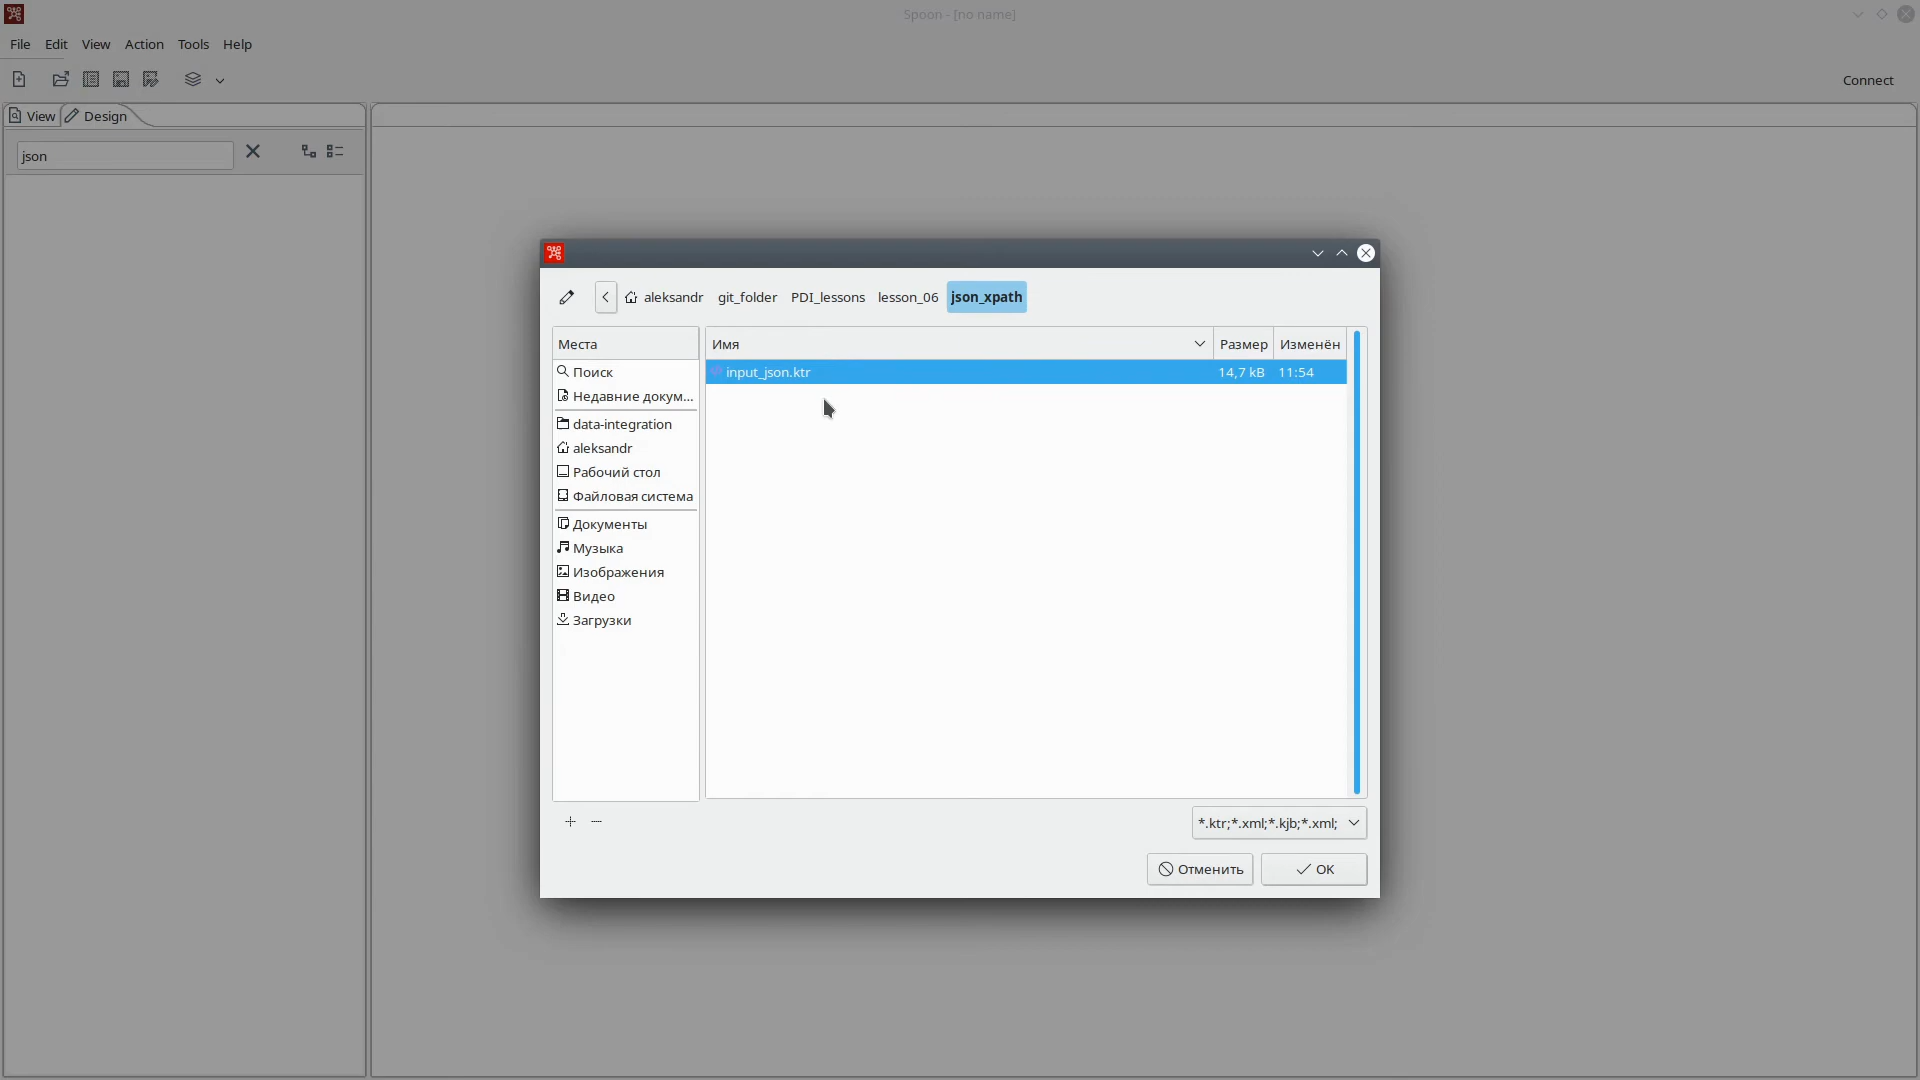 Spoon - [no name]
File Edit View Action Tools Help
Connect
View Design
json
aleksandr git_folder PDI_lessons lesson_06 json_xpath
Места
Поиск
Недавние докум...
data-integration
aleksandr
Рабочий стол
Файловая система
Документы
Музыка
Изображения
Видео
Загрузки
Имя Размер Изменён
input_json.ktr 14,7 kB 11:54
*.ktr;*.xml;*.kjb;*.xml;
Отменить OK